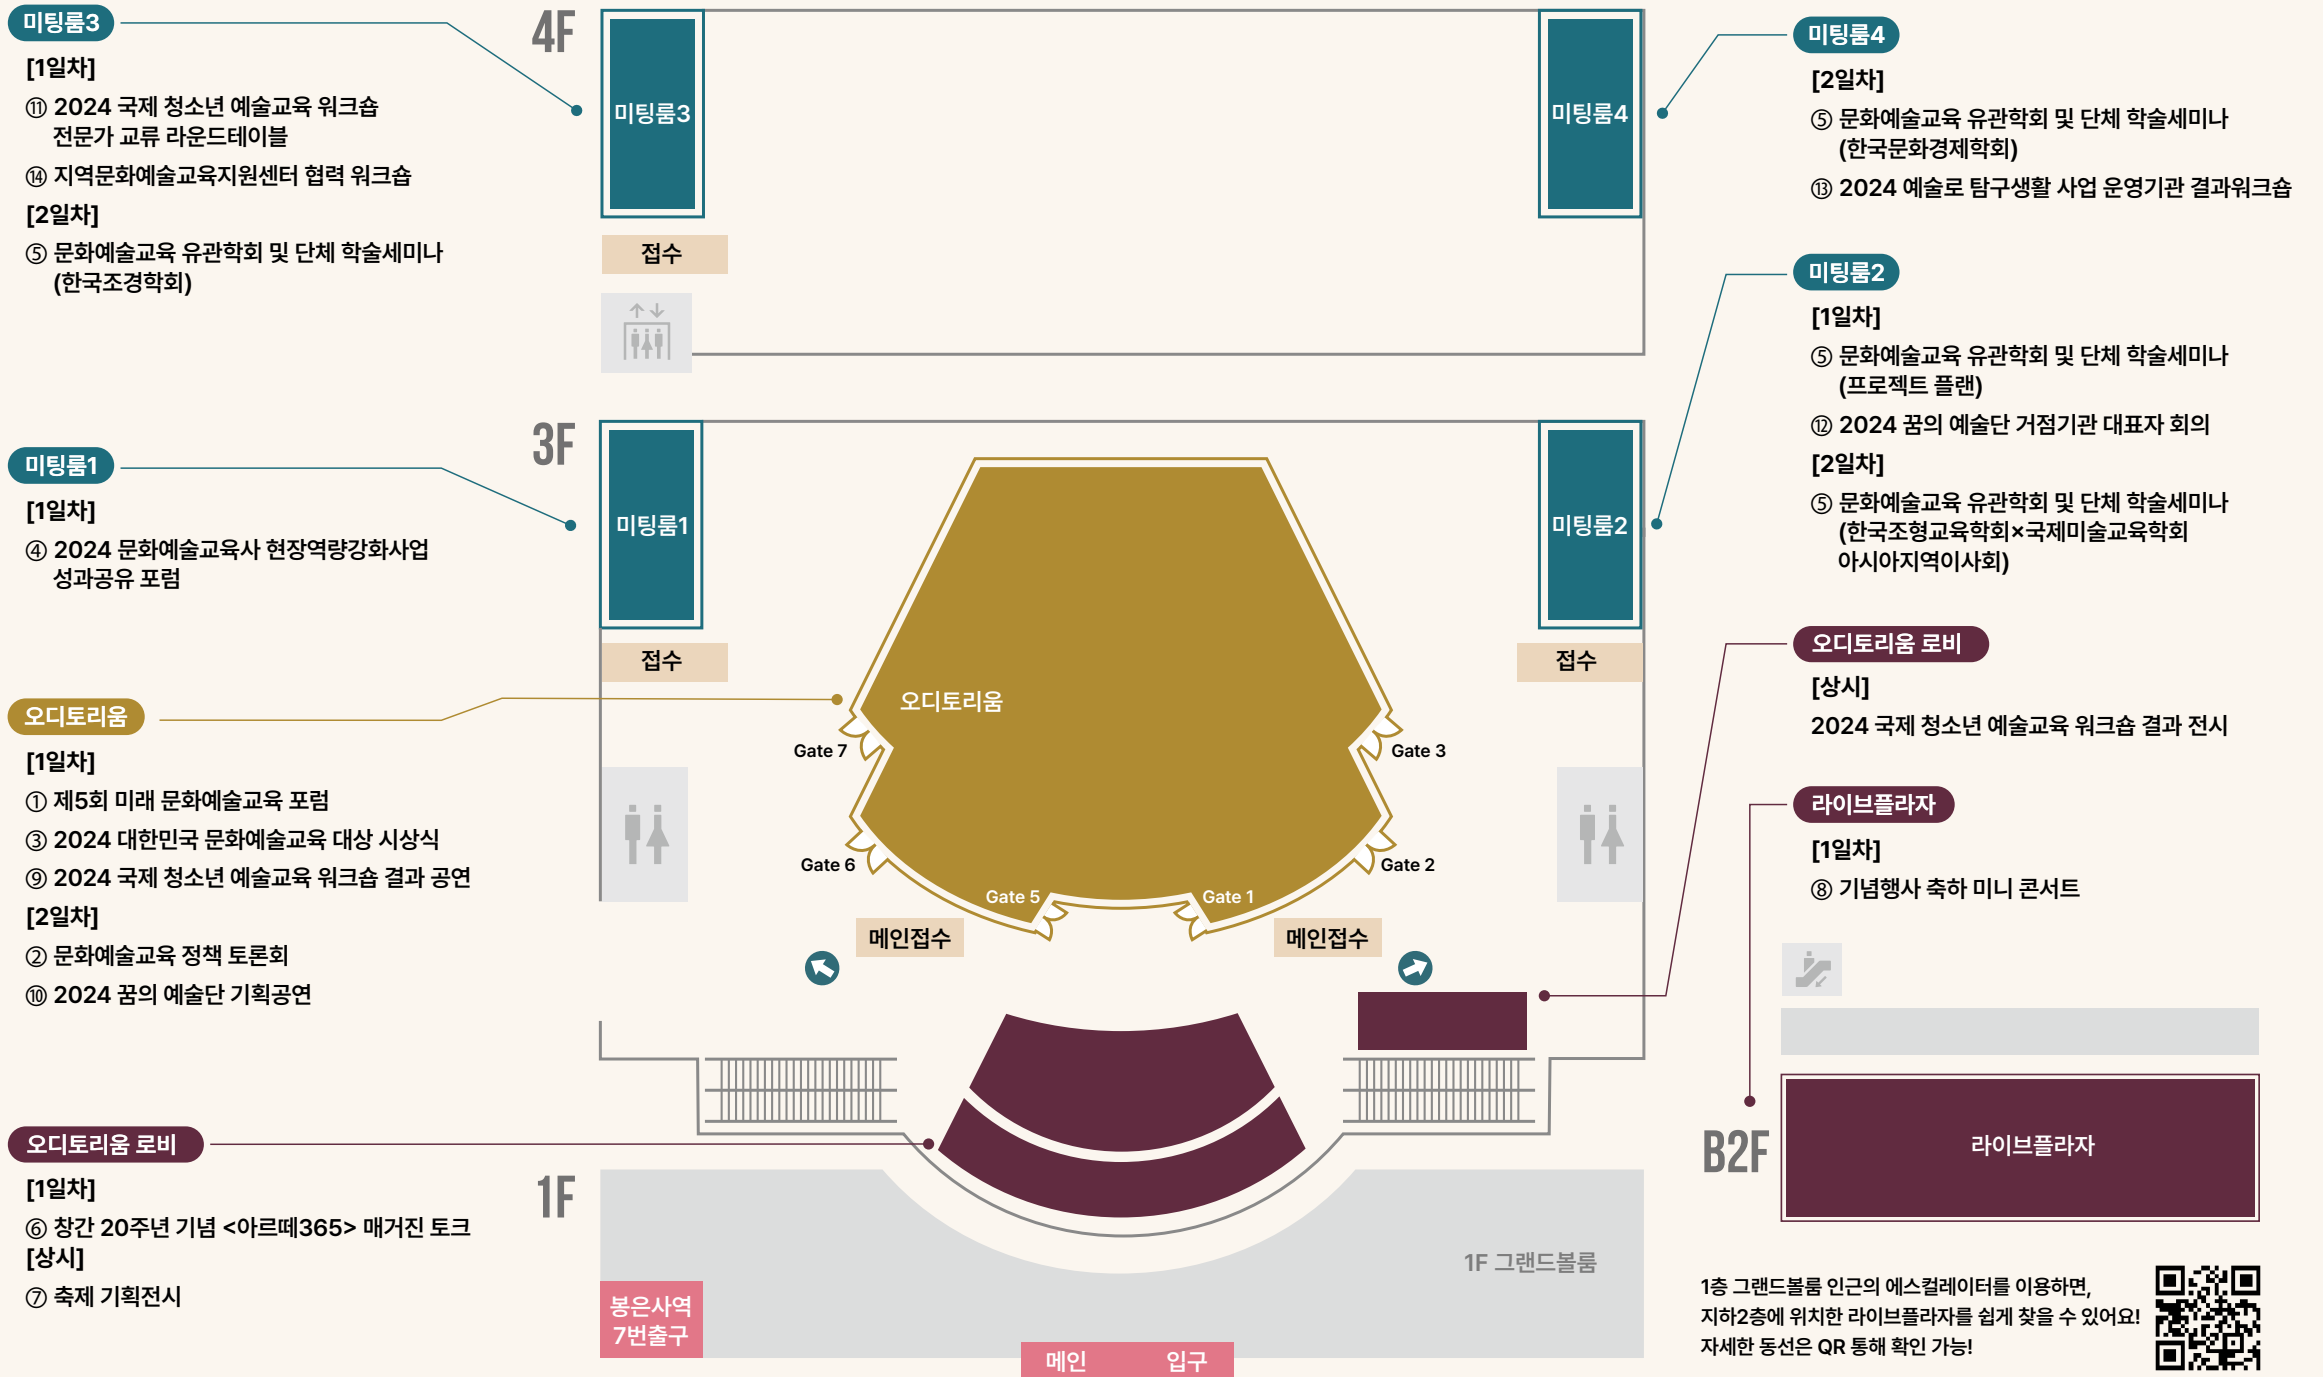 미팅룸3
[1일차]
⑪ 2024 국제 청소년 예술교육 워크숍
전문가 교류 라운드테이블
⑭ 지역문화예술교육지원센터 협력 워크숍
[2일차]
⑤ 문화예술교육 유관학회 및 단체 학술세미나
(한국조경학회)
미팅룸1
[1일차]
④ 2024 문화예술교육사 현장역량강화사업
성과공유 포럼
오디토리움
[1일차]
① 제5회 미래 문화예술교육 포럼
③ 2024 대한민국 문화예술교육 대상 시상식
⑨ 2024 국제 청소년 예술교육 워크숍 결과 공연
[2일차]
② 문화예술교육 정책 토론회
⑩ 2024 꿈의 예술단 기획공연
오디토리움 로비
[1일차]
⑥ 창간 20주년 기념 <아르떼365> 매거진 토크
[상시]
⑦ 축제 기획전시
4F
미팅룸3
미팅룸4
접수
3F
미팅룸1
미팅룸2
접수
접수
오디토리움
Gate 7
Gate 3
Gate 6
Gate 2
Gate 5
Gate 1
메인접수
메인접수
1F
1F 그랜드볼룸
봉은사역
7번출구
메인 입구
미팅룸4
[2일차]
⑤ 문화예술교육 유관학회 및 단체 학술세미나
(한국문화경제학회)
⑬ 2024 예술로 탐구생활 사업 운영기관 결과워크숍
미팅룸2
[1일차]
⑤ 문화예술교육 유관학회 및 단체 학술세미나
(프로젝트 플랜)
⑫ 2024 꿈의 예술단 거점기관 대표자 회의
[2일차]
⑤ 문화예술교육 유관학회 및 단체 학술세미나
(한국조형교육학회×국제미술교육학회
아시아지역이사회)
오디토리움 로비
[상시]
2024 국제 청소년 예술교육 워크숍 결과 전시
라이브플라자
[1일차]
⑧ 기념행사 축하 미니 콘서트
B2F
라이브플라자
1층 그랜드볼룸 인근의 에스컬레이터를 이용하면,
지하2층에 위치한 라이브플라자를 쉽게 찾을 수 있어요!
자세한 동선은 QR 통해 확인 가능!